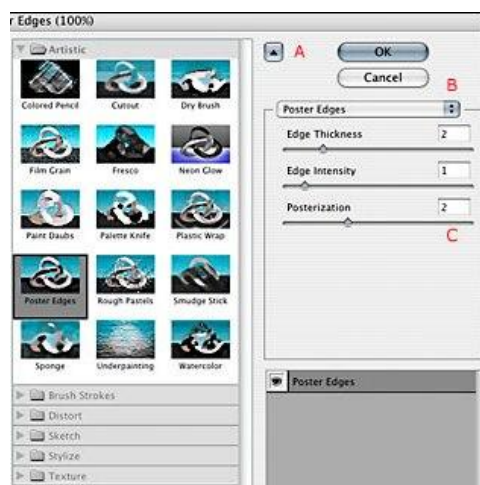 r Edges (100%)
Artistic
Colored Pencil Cutout Dry Brush
Film Grain Fresco Neon Glow
Paint Daubs Palette Knife Plastic Wrap
Poster Edges Rough Pastels Smudge Stick
Sponge Underpainting Watercolor
Brush Strokes
Distort
Sketch
Stylize
Texture
A OK
Cancel
B
Poster Edges
Edge Thickness 2
Edge Intensity 1
Posterization 2
C
Poster Edges